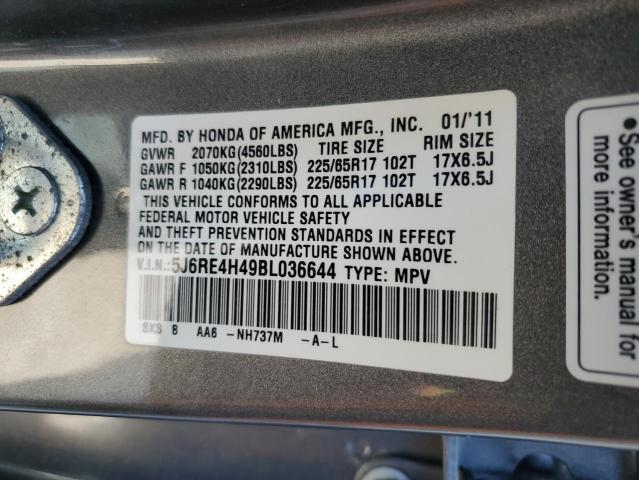 MFD. BY HONDA OF AMERICA MFG., INC. 01/'11
GVWR 2070KG(4560LBS) TIRE SIZE RIM SIZE
GAWR F 1050KG(2310LBS) 225/65R17 102T 17X6.5J
GAWR R 1040KG(2290LBS) 225/65R17 102T 17X6.5J
THIS VEHICLE CONFORMS TO ALL APPLICABLE
FEDERAL MOTOR VEHICLE SAFETY
AND THEFT PREVENTION STANDARDS IN EFFECT
ON THE DATE OF MANUFACTURE SHOWN ABOVE.
V.I.N.:5J6RE4H49BL036644 TYPE: MPV
SXS B AA6 -NH737M -A-L
•See owner's manual for
more information.